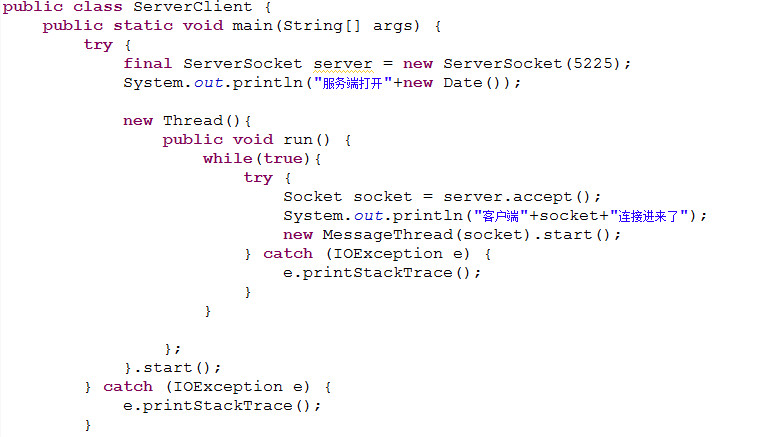 public class ServerClient {
    public static void main(String[] args) {
        try {
            final ServerSocket server = new ServerSocket(5225);
            System.out.println("服务端打开"+new Date());

            new Thread(){
                public void run() {
                    while(true){
                        try {
                            Socket socket = server.accept();
                            System.out.println("客户端"+socket+"连接进来了");
                            new MessageThread(socket).start();
                        } catch (IOException e) {
                            e.printStackTrace();
                        }
                    }

                };
            }.start();
        } catch (IOException e) {
            e.printStackTrace();
        }